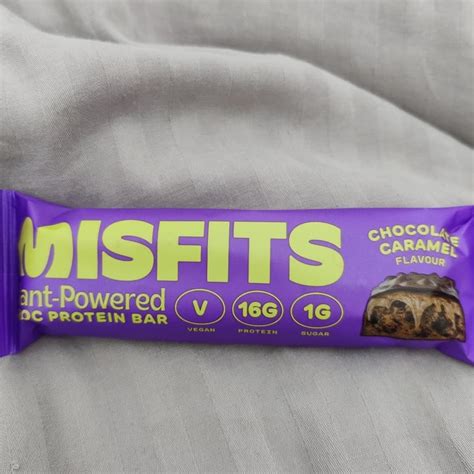 MISFITS
ant-Powered
OC PROTEIN BAR
V
VEGAN
16G
PROTEIN
1G
SUGAR
CHOCOLATE
CARAMEL
FLAVOUR